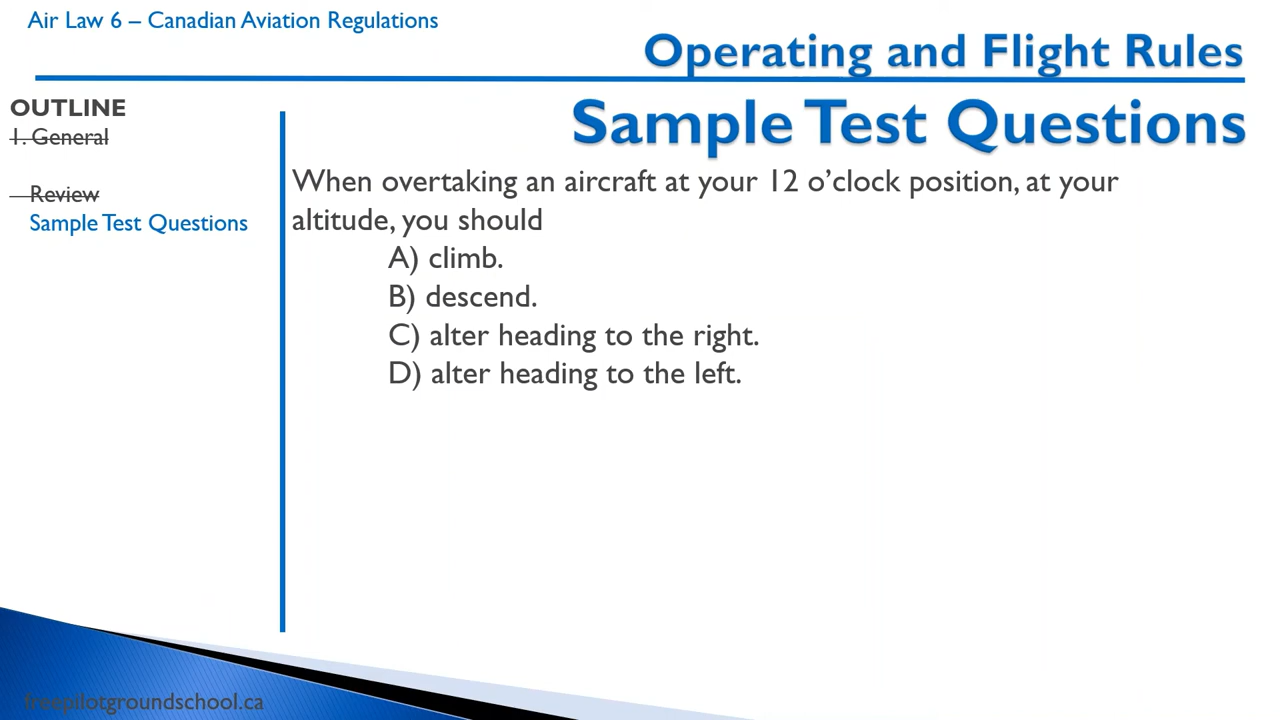 Air Law 6 – Canadian Aviation Regulations
Operating and Flight Rules
Sample Test Questions
OUTLINE
1. General
Review
Sample Test Questions
When overtaking an aircraft at your 12 o’clock position, at your
altitude, you should
A) climb.
B) descend.
C) alter heading to the right.
D) alter heading to the left.
freepilotgroundschool.ca